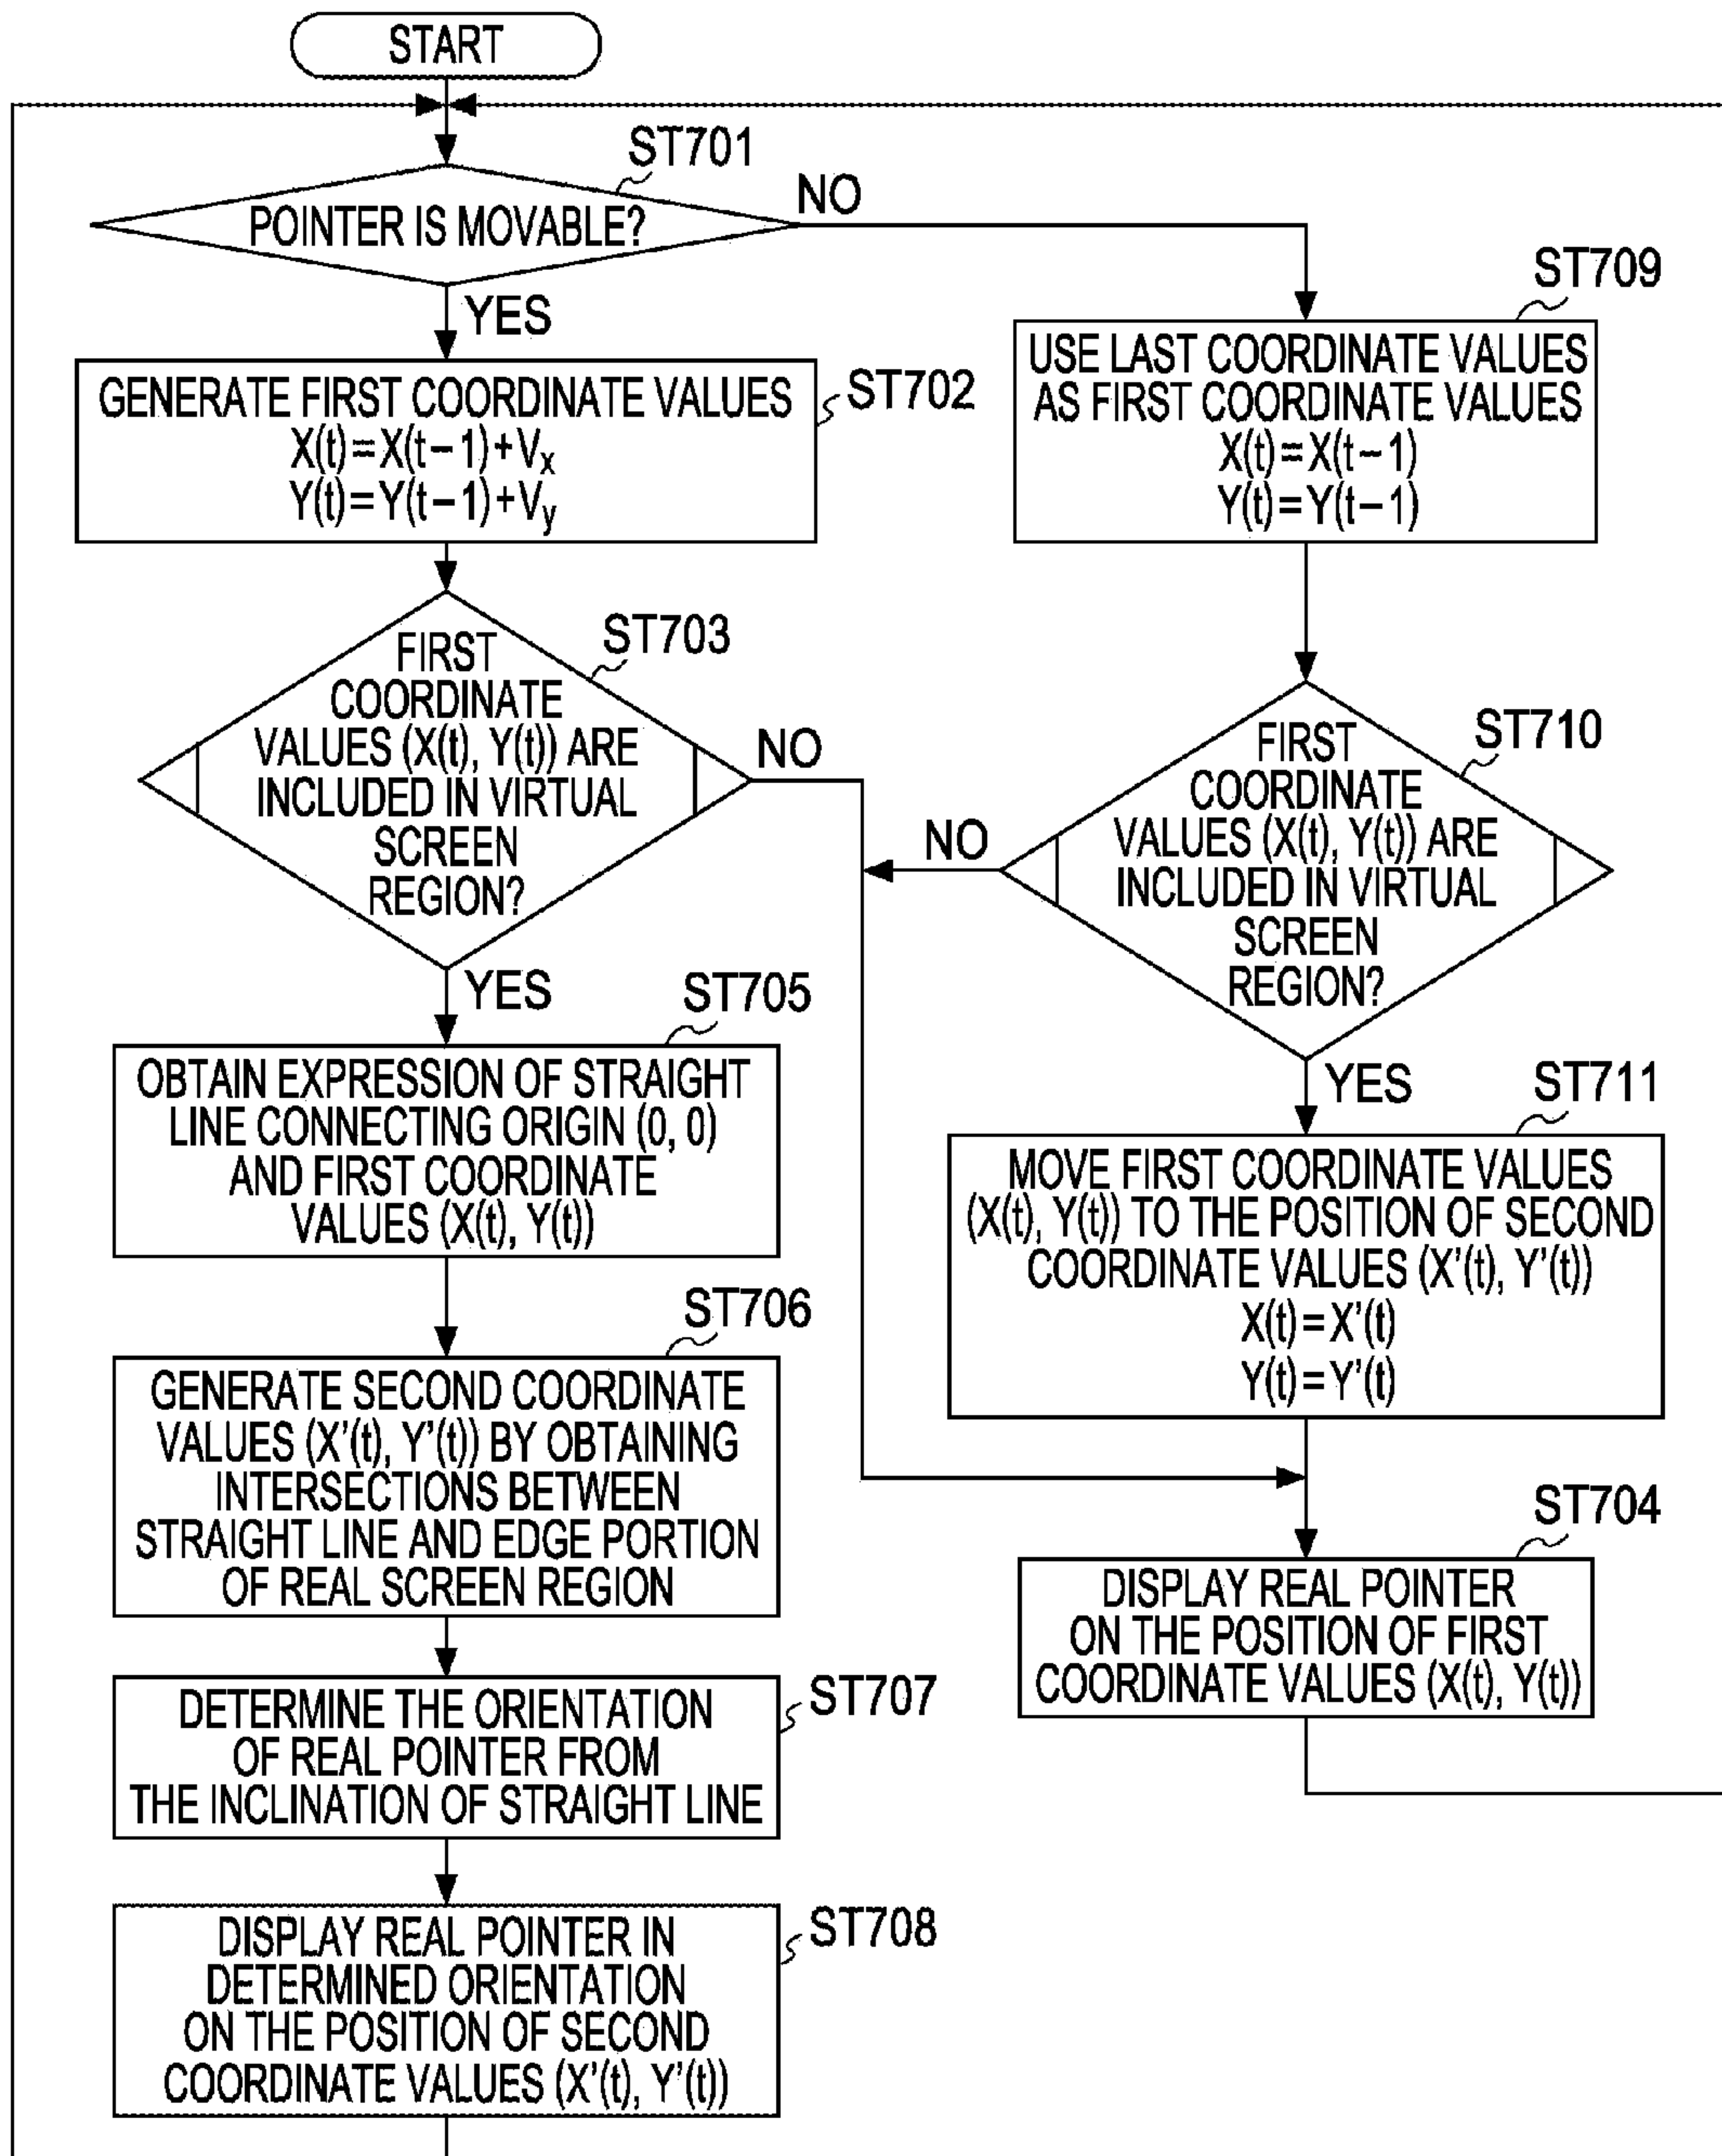 START
ST701
POINTER IS MOVABLE?
NO
YES
GENERATE FIRST COORDINATE VALUES
X(t)=X(t−1)+Vx
Y(t)=Y(t−1)+Vy
ST702
FIRST
COORDINATE
VALUES (X(t), Y(t)) ARE
INCLUDED IN VIRTUAL
SCREEN
REGION?
ST703
NO
YES
ST705
OBTAIN EXPRESSION OF STRAIGHT
LINE CONNECTING ORIGIN (0, 0)
AND FIRST COORDINATE
VALUES (X(t), Y(t))
ST706
GENERATE SECOND COORDINATE
VALUES (X'(t), Y'(t)) BY OBTAINING
INTERSECTIONS BETWEEN
STRAIGHT LINE AND EDGE PORTION
OF REAL SCREEN REGION
DETERMINE THE ORIENTATION
OF REAL POINTER FROM
THE INCLINATION OF STRAIGHT LINE
ST707
DISPLAY REAL POINTER IN
DETERMINED ORIENTATION
ON THE POSITION OF SECOND
COORDINATE VALUES (X'(t), Y'(t))
ST708
ST709
USE LAST COORDINATE VALUES
AS FIRST COORDINATE VALUES
X(t)=X(t−1)
Y(t)=Y(t−1)
ST710
FIRST
COORDINATE
VALUES (X(t), Y(t)) ARE
INCLUDED IN VIRTUAL
SCREEN
REGION?
NO
YES
ST711
MOVE FIRST COORDINATE VALUES
(X(t), Y(t)) TO THE POSITION OF SECOND
COORDINATE VALUES (X'(t), Y'(t))
X(t)=X'(t)
Y(t)=Y'(t)
ST704
DISPLAY REAL POINTER
ON THE POSITION OF FIRST
COORDINATE VALUES (X(t), Y(t))